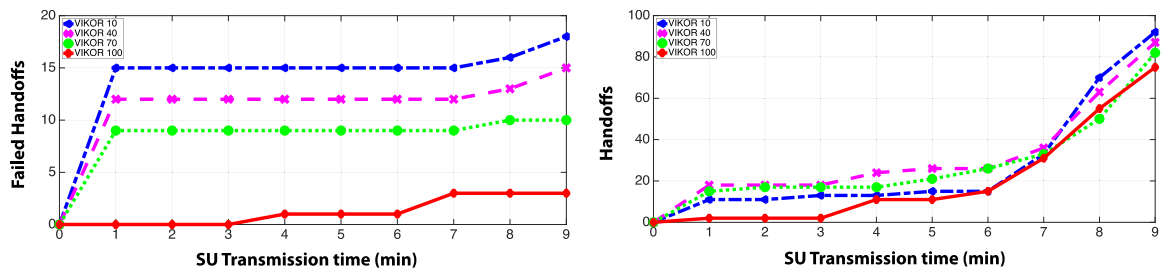 20
15
10
5
0
Failed Handoffs
VIKOR 10
VIKOR 40
VIKOR 70
VIKOR 100
0 1 2 3 4 5 6 7 8 9
SU Transmission time (min)
100
80
60
40
20
0
Handoffs
VIKOR 10
VIKOR 40
VIKOR 70
VIKOR 100
0 1 2 3 4 5 6 7 8 9
SU Transmission time (min)